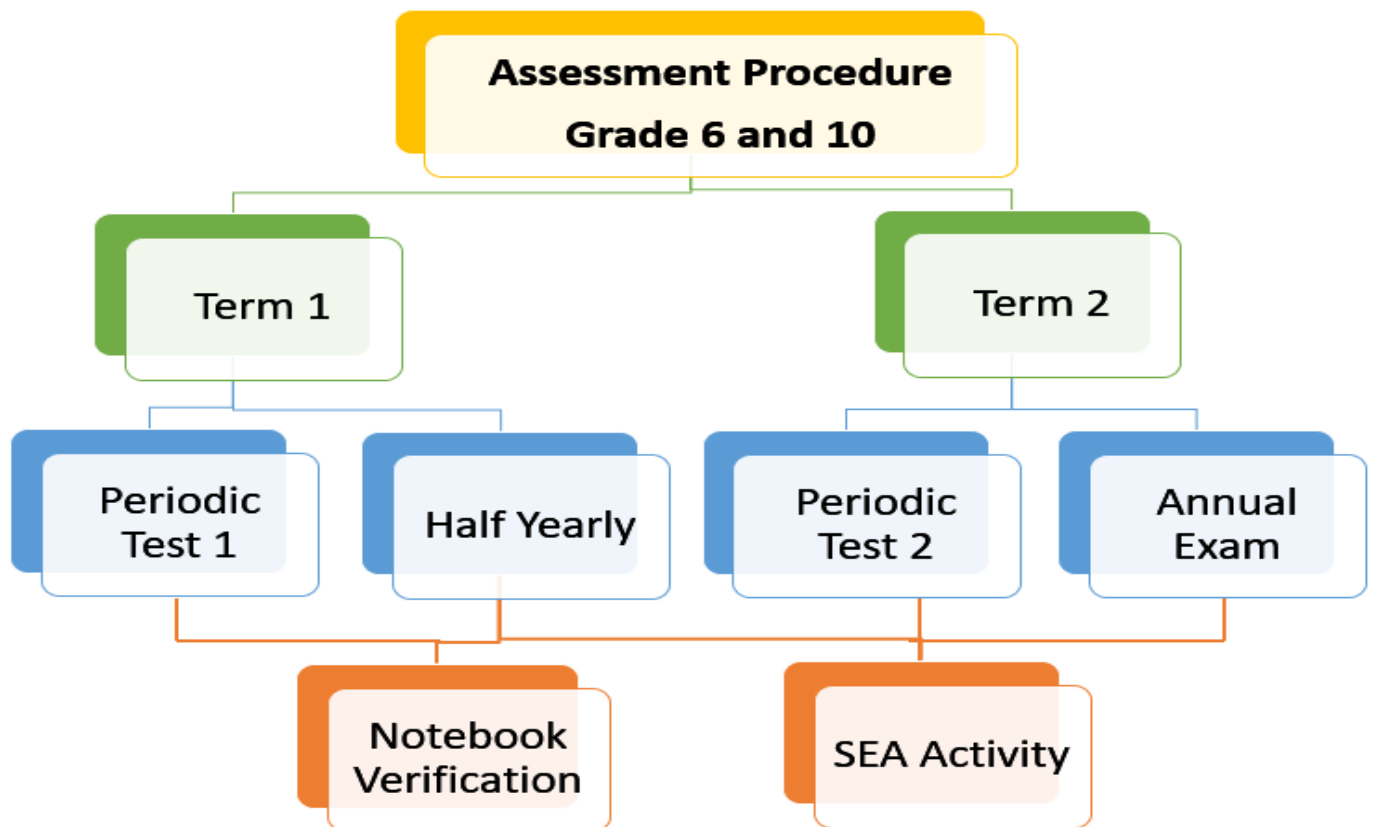 Assessment Procedure
Grade 6 and 10
Term 1
Term 2
Periodic
Test 1
Half Yearly
Periodic
Test 2
Annual
Exam
Notebook
Verification
SEA Activity